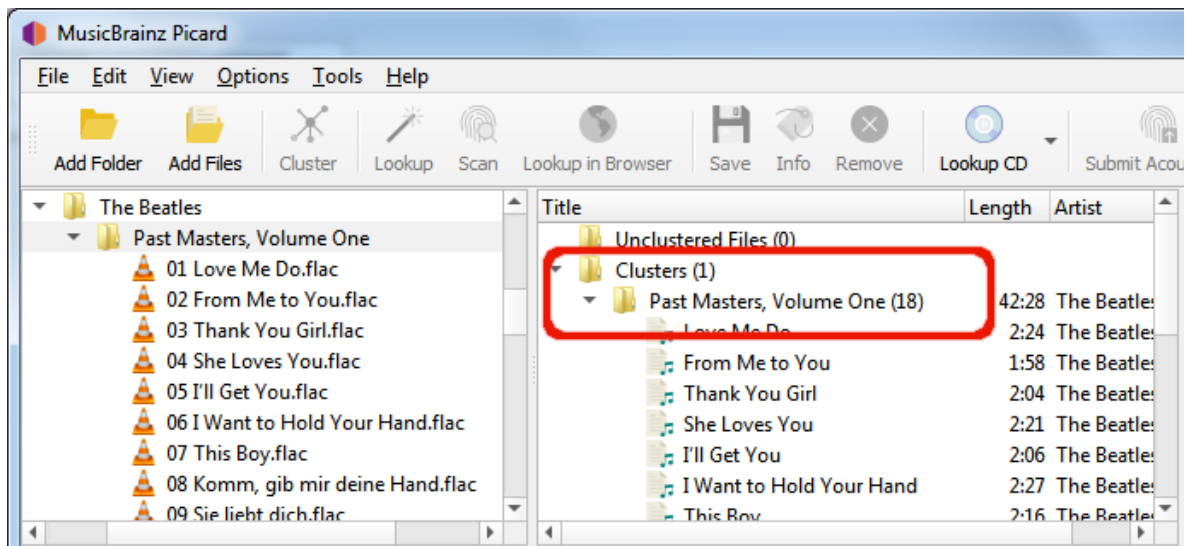 MusicBrainz Picard
File Edit View Options Tools Help
Add Folder Add Files Cluster Lookup Scan Lookup in Browser Save Info Remove Lookup CD Submit Acou
The Beatles
Past Masters, Volume One
01 Love Me Do.flac
02 From Me to You.flac
03 Thank You Girl.flac
04 She Loves You.flac
05 I'll Get You.flac
06 I Want to Hold Your Hand.flac
07 This Boy.flac
08 Komm, gib mir deine Hand.flac
09 Sie liebt dich.flac
Title Length Artist
Unclustered Files (0)
Clusters (1)
Past Masters, Volume One (18) 42:28 The Beatles
Love Me Do 2:24 The Beatles
From Me to You 1:58 The Beatles
Thank You Girl 2:04 The Beatles
She Loves You 2:21 The Beatles
I'll Get You 2:06 The Beatles
I Want to Hold Your Hand 2:27 The Beatles
This Boy 2:16 The Beatles